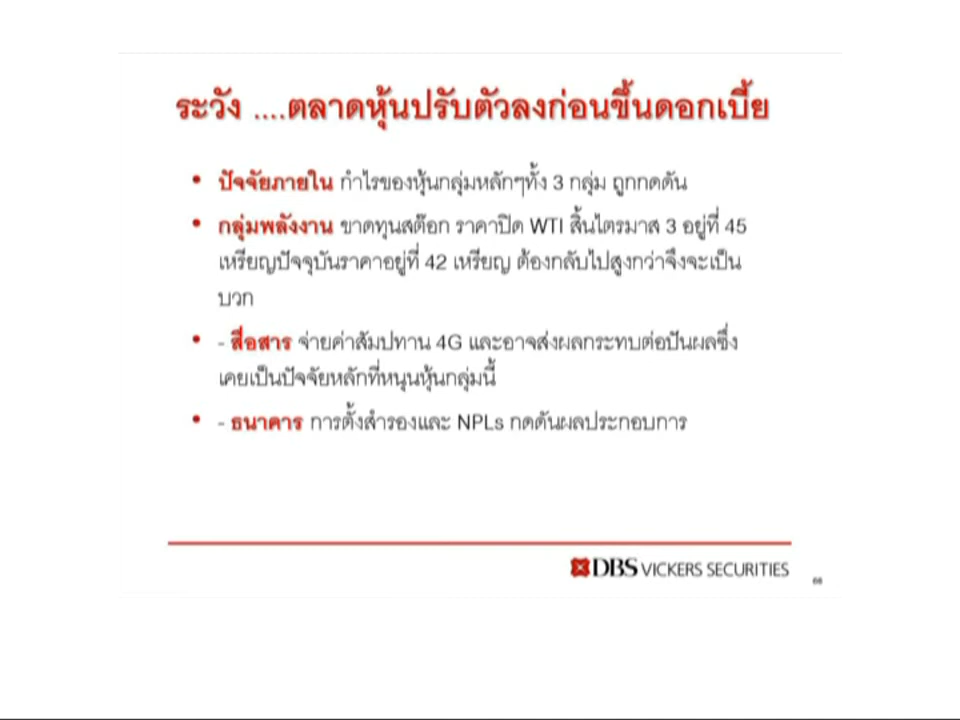 ระวัง ....ตลาดหุ้นปรับตัวลงก่อนขึ้นดอกเบี้ย
• ปัจจัยภายใน กำไรของหุ้นกลุ่มหลักๆทั้ง 3 กลุ่ม ถูกกดดัน
• กลุ่มพลังงาน ขาดทุนสต๊อก ราคาปิด WTI สิ้นไตรมาส 3 อยู่ที่ 45
เหรียญปัจจุบันราคาอยู่ที่ 42 เหรียญ ต้องกลับไปสูงกว่าจึงจะเป็น
บวก
• - สื่อสาร จ่ายค่าสัมปทาน 4G และอาจส่งผลกระทบต่อปันผลซึ่ง
เคยเป็นปัจจัยหลักที่หนุนหุ้นกลุ่มนี้
• - ธนาคาร การตั้งสำรองและ NPLs กดดันผลประกอบการ
DBS VICKERS SECURITIES